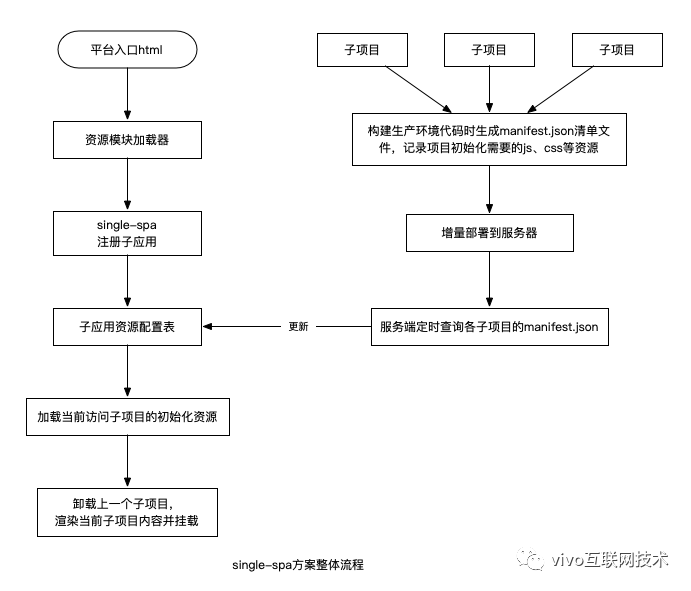 平台入口html
资源模块加载器
single-spa
注册子应用
子应用资源配置表
加载当前访问子项目的初始化资源
卸载上一个子项目，
渲染当前子项目内容并挂载
子项目
子项目
子项目
构建生产环境代码时生成manifest.json清单文
件，记录项目初始化需要的js、css等资源
增量部署到服务器
服务端定时查询各子项目的manifest.json
更新
single-spa方案整体流程
vivo互联网技术